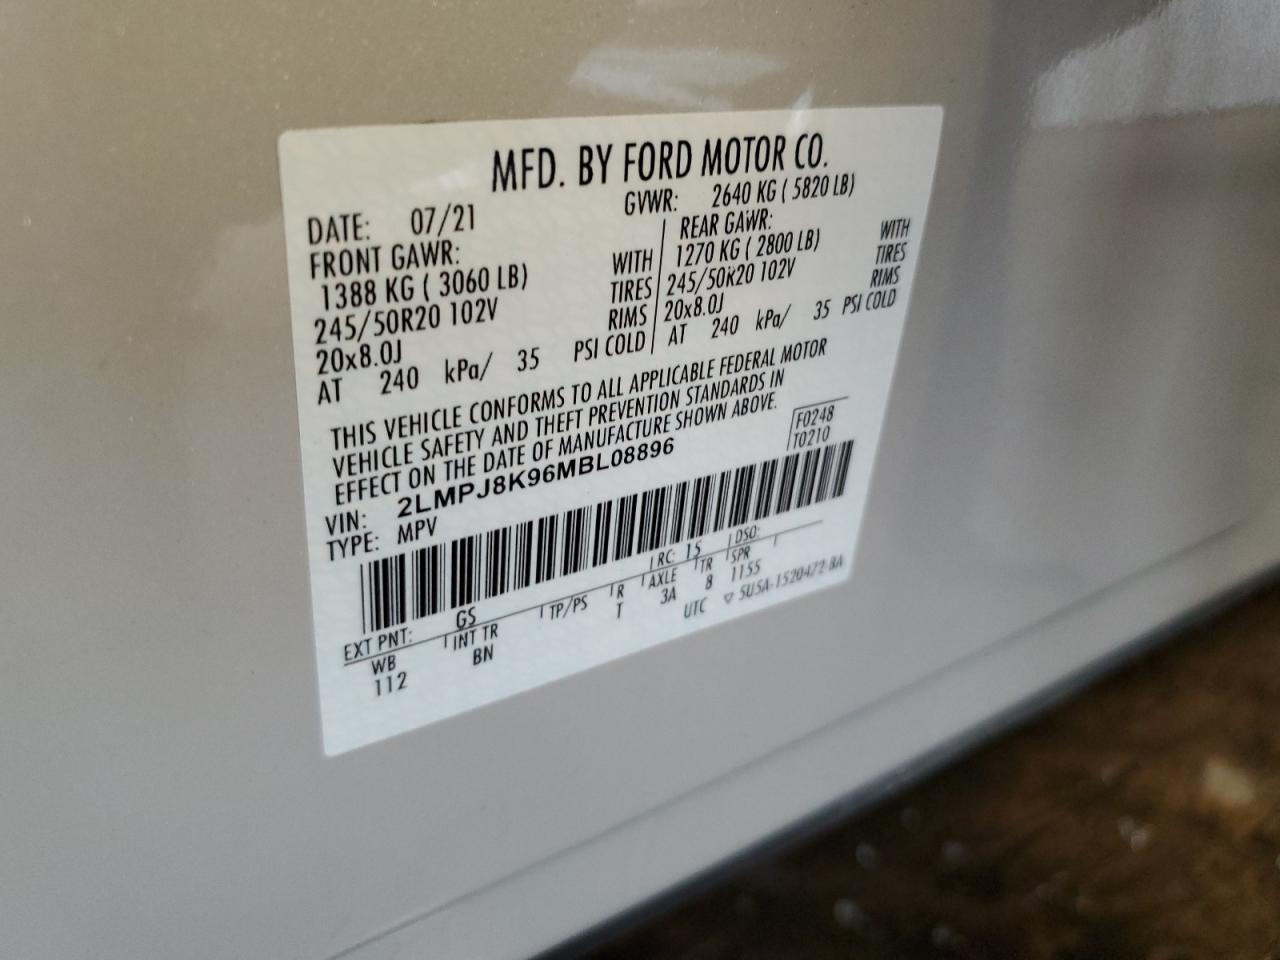 MFD. BY FORD MOTOR CO.
DATE: 07/21 GVWR: 2640 KG ( 5820 LB)
FRONT GAWR: REAR GAWR:
1388 KG ( 3060 LB) WITH 1270 KG ( 2800 LB) WITH
245/50R20 102V TIRES 245/50R20 102V TIRES
20x8.0J RIMS 20x8.0J RIMS
AT 240 kPa/ 35 PSI COLD AT 240 kPa/ 35 PSI COLD
THIS VEHICLE CONFORMS TO ALL APPLICABLE FEDERAL MOTOR
VEHICLE SAFETY AND THEFT PREVENTION STANDARDS IN
EFFECT ON THE DATE OF MANUFACTURE SHOWN ABOVE.
VIN: 2LMPJ8K96MBL08896 F0248
TYPE: MPV T0210
EXT PNT: GS RC: 15 DSO:
WB INT TR TP/PS R AXLE TR SPR
112 BN T 3A 8 1155
UTC ▽ 5U5A-1520472-BA